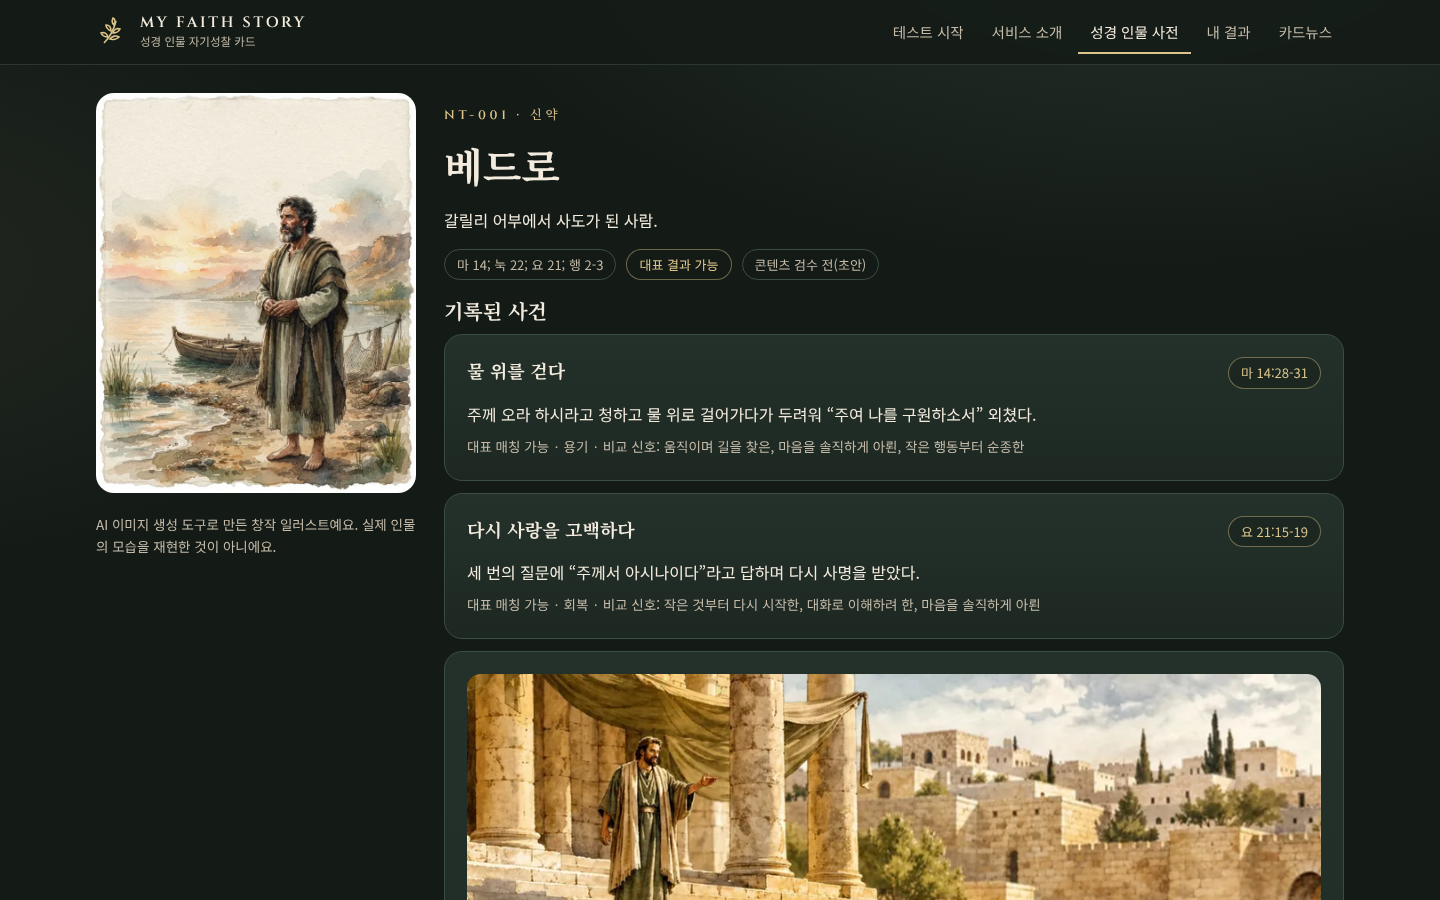 MY FAITH STORY
성경 인물 자기성찰 카드
테스트 시작
서비스 소개
성경 인물 사전
내 결과
카드뉴스
NT-001 · 신약
베드로
갈릴리 어부에서 사도가 된 사람.
마 14; 눅 22; 요 21; 행 2-3
대표 결과 가능
콘텐츠 검수 전(초안)
기록된 사건
물 위를 걷다
마 14:28-31
주께 오라 하시라고 청하고 물 위로 걸어가다가 두려워 “주여 나를 구원하소서” 외쳤다.
대표 매칭 가능 · 용기 · 비교 신호: 움직이며 길을 찾은, 마음을 솔직하게 아뢴, 작은 행동부터 순종한
다시 사랑을 고백하다
요 21:15-19
세 번의 질문에 “주께서 아시나이다”라고 답하며 다시 사명을 받았다.
대표 매칭 가능 · 회복 · 비교 신호: 작은 것부터 다시 시작한, 대화로 이해하려 한, 마음을 솔직하게 아뢴
AI 이미지 생성 도구로 만든 창작 일러스트예요. 실제 인물
의 모습을 재현한 것이 아니에요.